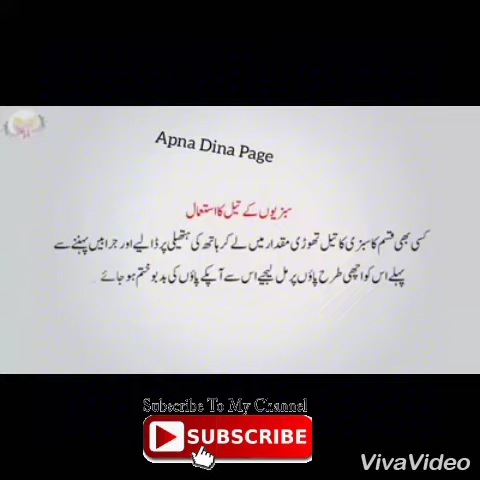 Apna Dina Page
سبزیوں کے تیل کا استعمال
کسی بھی قسم کا سبزی کا تیل تھوڑی مقدار میں لے کر ہاتھ کی ہتھیلی پر ڈالیے اور جرابیں پہننے سے
پہلے اس کو اچھی طرح پاؤں پر مل لیجیے اس سے آپ کے پاؤں کی بدبو ختم ہو جائے
Subscribe To My Channel
SUBSCRIBE
VivaVideo